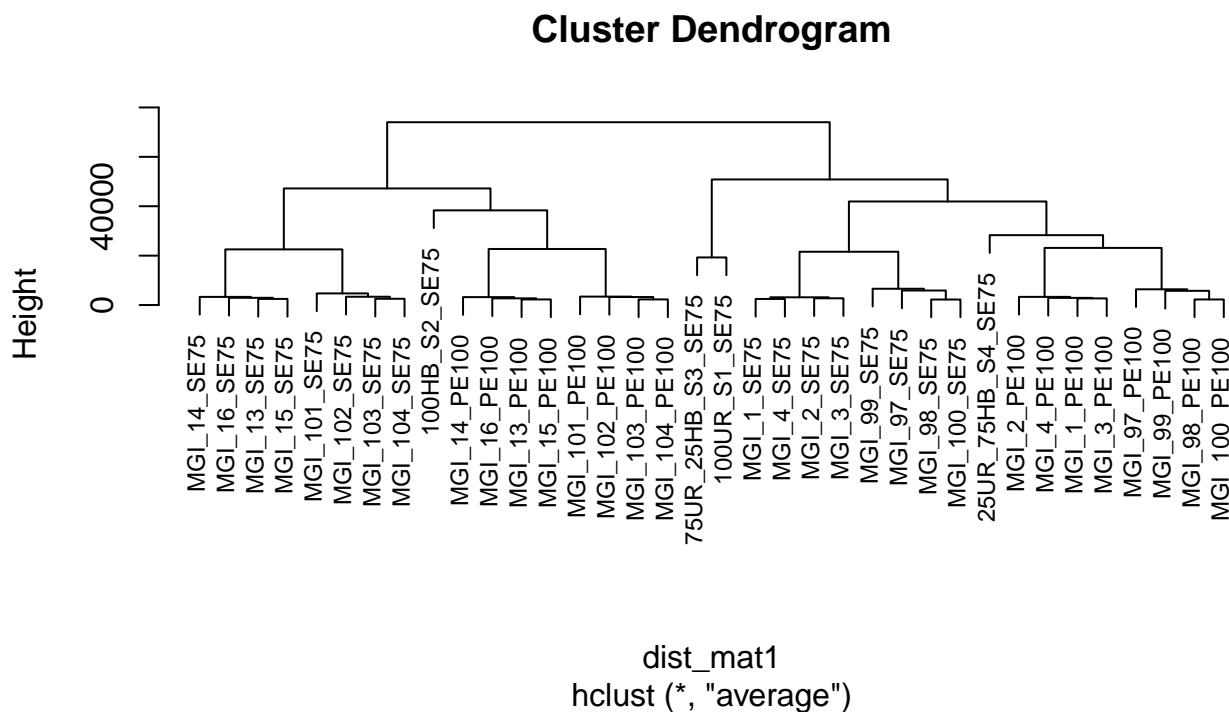 Cluster Dendrogram
Height
0
40000
MGI_14_SE75
MGI_16_SE75
MGI_13_SE75
MGI_15_SE75
MGI_101_SE75
MGI_102_SE75
MGI_103_SE75
MGI_104_SE75
100HB_S2_SE75
MGI_14_PE100
MGI_16_PE100
MGI_13_PE100
MGI_15_PE100
MGI_101_PE100
MGI_102_PE100
MGI_103_PE100
MGI_104_PE100
75UR_25HB_S3_SE75
100UR_S1_SE75
MGI_1_SE75
MGI_4_SE75
MGI_2_SE75
MGI_3_SE75
MGI_99_SE75
MGI_97_SE75
MGI_98_SE75
MGI_100_SE75
25UR_75HB_S4_SE75
MGI_2_PE100
MGI_4_PE100
MGI_1_PE100
MGI_3_PE100
MGI_97_PE100
MGI_99_PE100
MGI_98_PE100
MGI_100_PE100
dist_mat1
hclust (*, "average")